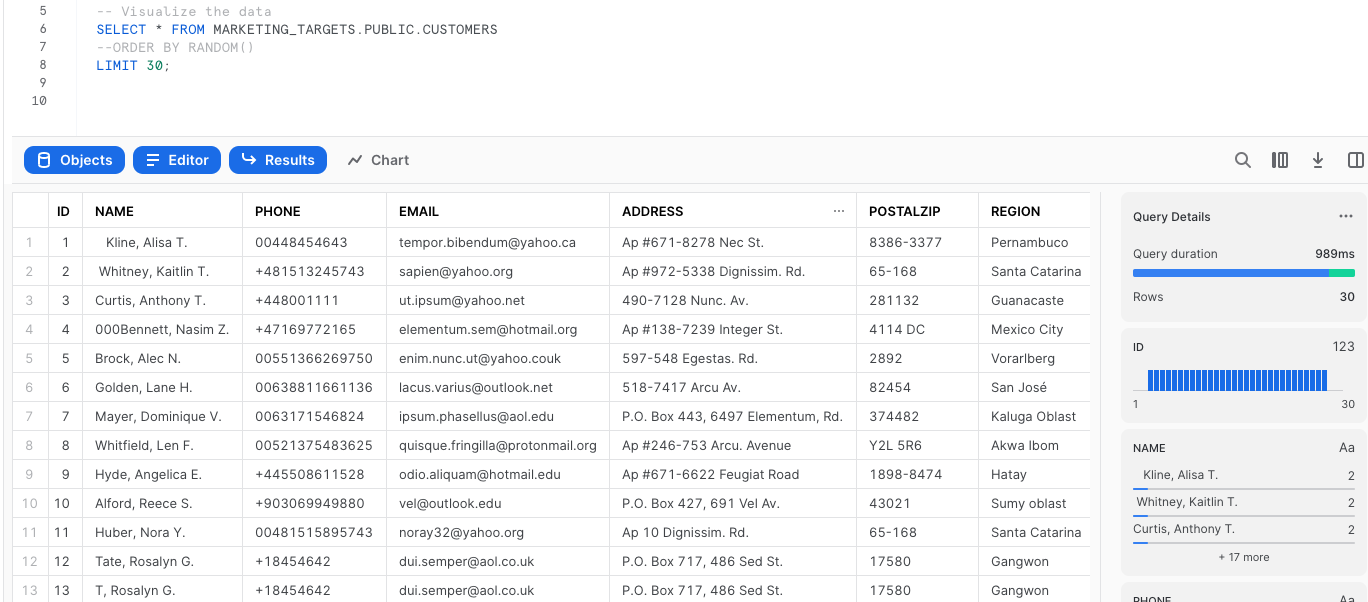 5 -- Visualize the data
6 SELECT * FROM MARKETING_TARGETS.PUBLIC.CUSTOMERS
7 --ORDER BY RANDOM()
8 LIMIT 30;
9
10
Objects Editor Results Chart
ID NAME PHONE EMAIL ADDRESS ... POSTALZIP REGION
1 1 Kline, Alisa T. 00448454643 tempor.bibendum@yahoo.ca Ap #671-8278 Nec St. 8386-3377 Pernambuco
2 2 Whitney, Kaitlin T. +481513245743 sapien@yahoo.org Ap #972-5338 Dignissim. Rd. 65-168 Santa Catarina
3 3 Curtis, Anthony T. +448001111 ut.ipsum@yahoo.net 490-7128 Nunc. Av. 281132 Guanacaste
4 4 000Bennett, Nasim Z. +47169772165 elementum.sem@hotmail.org Ap #138-7239 Integer St. 4114 DC Mexico City
5 5 Brock, Alec N. 00551366269750 enim.nunc.ut@yahoo.couk 597-548 Egestas. Rd. 2892 Vorarlberg
6 6 Golden, Lane H. 00638811661136 lacus.varius@outlook.net 518-7417 Arcu Av. 82454 San José
7 7 Mayer, Dominique V. 0063171546824 ipsum.phasellus@aol.edu P.O. Box 443, 6497 Elementum, Rd. 374482 Kaluga Oblast
8 8 Whitfield, Len F. 00521375483625 quisque.fringilla@protonmail.org Ap #246-753 Arcu. Avenue Y2L 5R6 Akwa Ibom
9 9 Hyde, Angelica E. +445508611528 odio.aliquam@hotmail.edu Ap #671-6622 Feugiat Road 1898-8474 Hatay
10 10 Alford, Reece S. +903069949880 vel@outlook.edu P.O. Box 427, 691 Vel Av. 43021 Sumy oblast
11 11 Huber, Nora Y. 00481515895743 noray32@yahoo.org Ap 10 Dignissim. Rd. 65-168 Santa Catarina
12 12 Tate, Rosalyn G. +18454642 dui.semper@aol.co.uk P.O. Box 717, 486 Sed St. 17580 Gangwon
13 13 T, Rosalyn G. +18454642 dui.semper@aol.co.uk P.O. Box 717, 486 Sed St. 17580 Gangwon
Query Details ...
Query duration 989ms
Rows 30
ID 123
1 30
NAME Aa
Kline, Alisa T. 2
Whitney, Kaitlin T. 2
Curtis, Anthony T. 2
+ 17 more
PHONE Aa